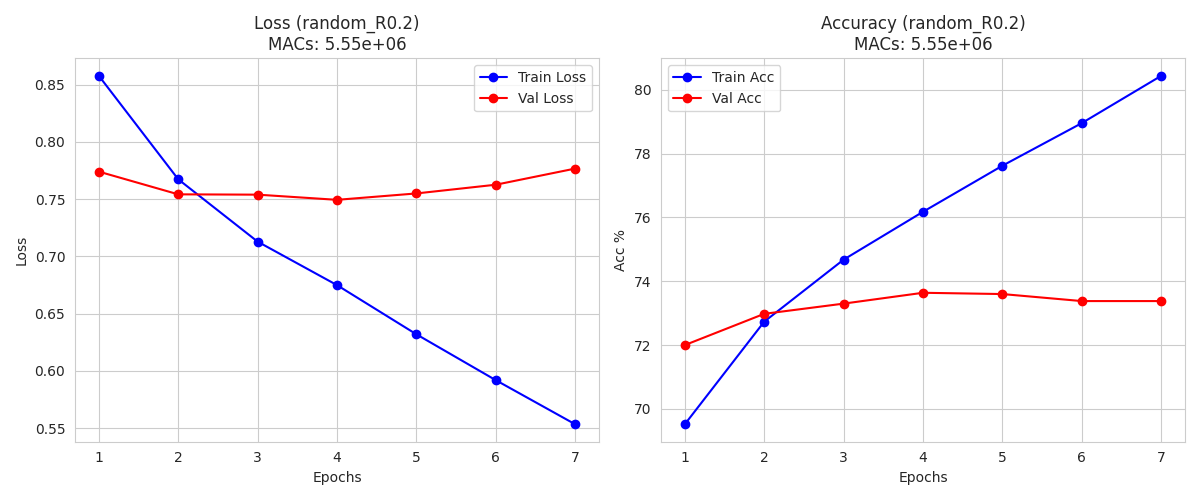 Loss (random_R0.2)
MACs: 5.55e+06
Train Loss
Val Loss
0.85
0.80
0.75
0.70
0.65
0.60
0.55
Loss
1 2 3 4 5 6 7
Epochs
Accuracy (random_R0.2)
MACs: 5.55e+06
Train Acc
Val Acc
80
78
76
74
72
70
Acc %
1 2 3 4 5 6 7
Epochs